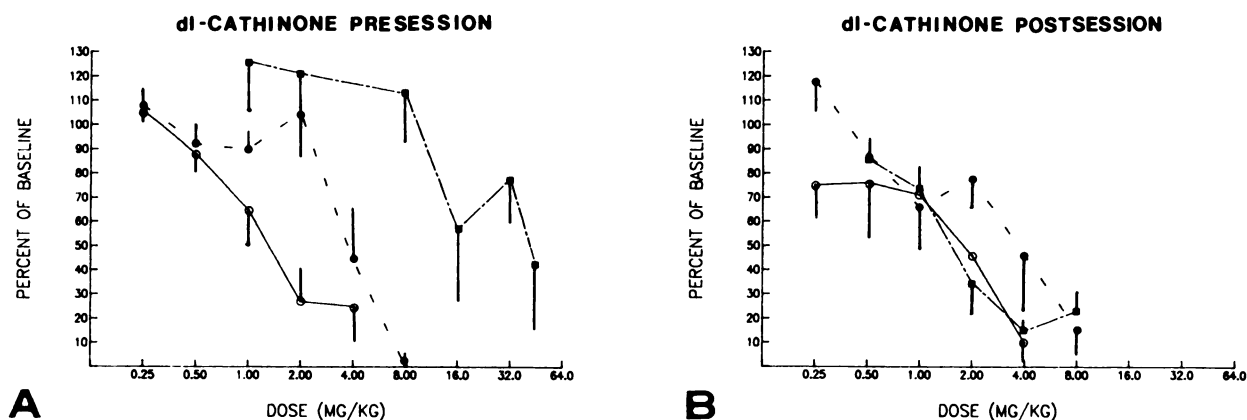 dl-CATHINONE PRESESSION
130
120
110
100
90
80
70
60
50
40
30
20
10
PERCENT OF BASELINE
0.25 0.50 1.00 2.00 4.00 8.00 16.0 32.0 64.0
DOSE (MG/KG)
A
dl-CATHINONE POSTSESSION
130
120
110
100
90
80
70
60
50
40
30
20
10
PERCENT OF BASELINE
0.25 0.50 1.00 2.00 4.00 8.00 16.0 32.0 64.0
DOSE (MG/KG)
B